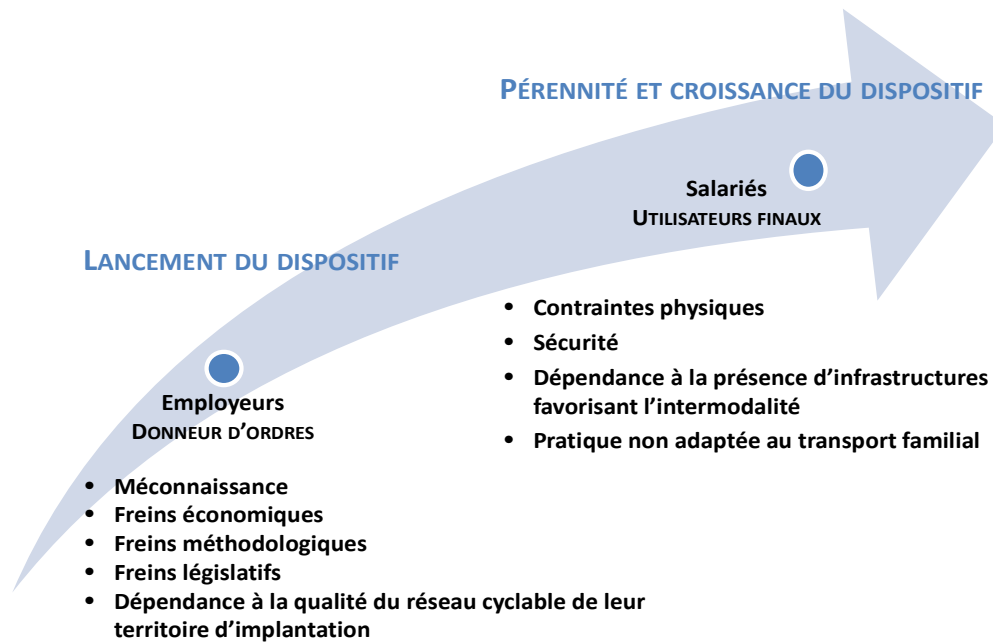 PÉRENNITÉ ET CROISSANCE DU DISPOSITIF
Salariés
UTILISATEURS FINAUX
LANCEMENT DU DISPOSITIF
• Contraintes physiques
• Sécurité
• Dépendance à la présence d'infrastructures
favorisant l'intermodalité
• Pratique non adaptée au transport familial
Employeurs
DONNEUR D'ORDRES
• Méconnaissance
• Freins économiques
• Freins méthodologiques
• Freins législatifs
• Dépendance à la qualité du réseau cyclable de leur
territoire d'implantation